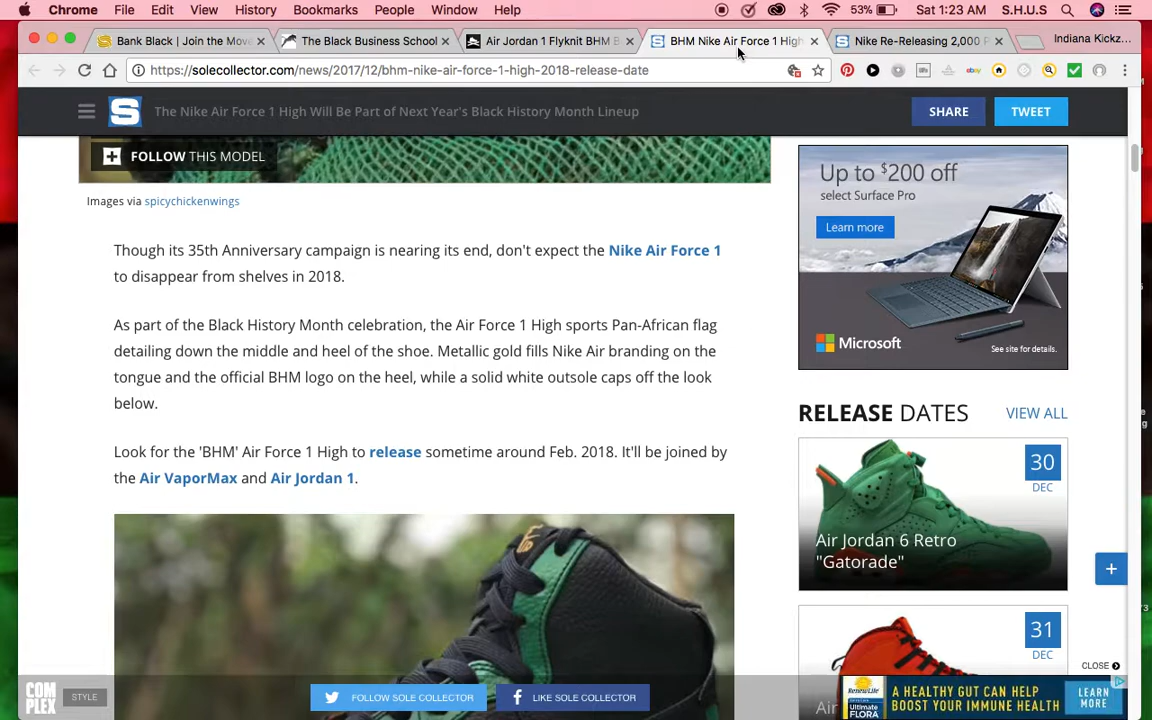 Chrome File Edit View History Bookmarks People Window Help 53% Sat 1:23 AM S.H.U.S
Bank Black | Join the Move
The Black Business School
Air Jordan 1 Flyknit BHM B
BHM Nike Air Force 1 High
Nike Re-Releasing 2,000 P
Indiana Kickz...
https://solecollector.com/news/2017/12/bhm-nike-air-force-1-high-2018-release-date
S The Nike Air Force 1 High Will Be Part of Next Year's Black History Month Lineup
SHARE
TWEET
FOLLOW THIS MODEL
Images via spicychickenwings
Though its 35th Anniversary campaign is nearing its end, don't expect the Nike Air Force 1
to disappear from shelves in 2018.
As part of the Black History Month celebration, the Air Force 1 High sports Pan-African flag
detailing down the middle and heel of the shoe. Metallic gold fills Nike Air branding on the
tongue and the official BHM logo on the heel, while a solid white outsole caps off the look
below.
Look for the 'BHM' Air Force 1 High to release sometime around Feb. 2018. It'll be joined by
the Air VaporMax and Air Jordan 1.
Up to $200 off
select Surface Pro
Learn more
Microsoft
See site for details.
RELEASE DATES
VIEW ALL
30
DEC
Air Jordan 6 Retro
"Gatorade"
31
DEC
Air
CLOSE
COM
PLEX
STYLE
FOLLOW SOLE COLLECTOR
LIKE SOLE COLLECTOR
RenewLife
Ultimate
FLORA
A HEALTHY GUT CAN HELP
BOOST YOUR IMMUNE HEALTH
LEARN
MORE